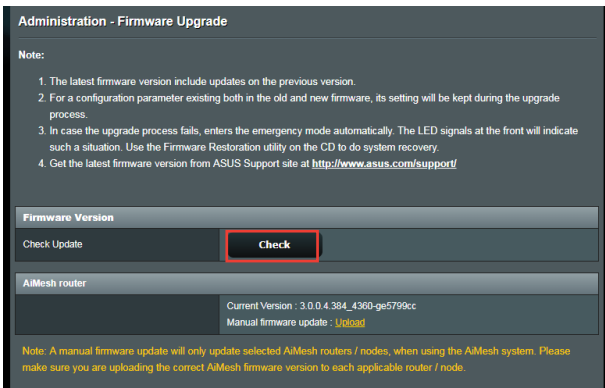 Administration - Firmware Upgrade
Note:
1. The latest firmware version include updates on the previous version.
2. For a configuration parameter existing both in the old and new firmware, its setting will be kept during the upgrade
process.
3. In case the upgrade process fails, enters the emergency mode automatically. The LED signals at the front will indicate
such a situation. Use the Firmware Restoration utility on the CD to do system recovery.
4. Get the latest firmware version from ASUS Support site at http://www.asus.com/support/
Firmware Version
Check Update
Check
AiMesh router
Current Version : 3.0.0.4.384_4360-ge5799cc
Manual firmware update : Upload
Note: A manual firmware update will only update selected AiMesh routers / nodes, when using the AiMesh system. Please
make sure you are uploading the correct AiMesh firmware version to each applicable router / node.